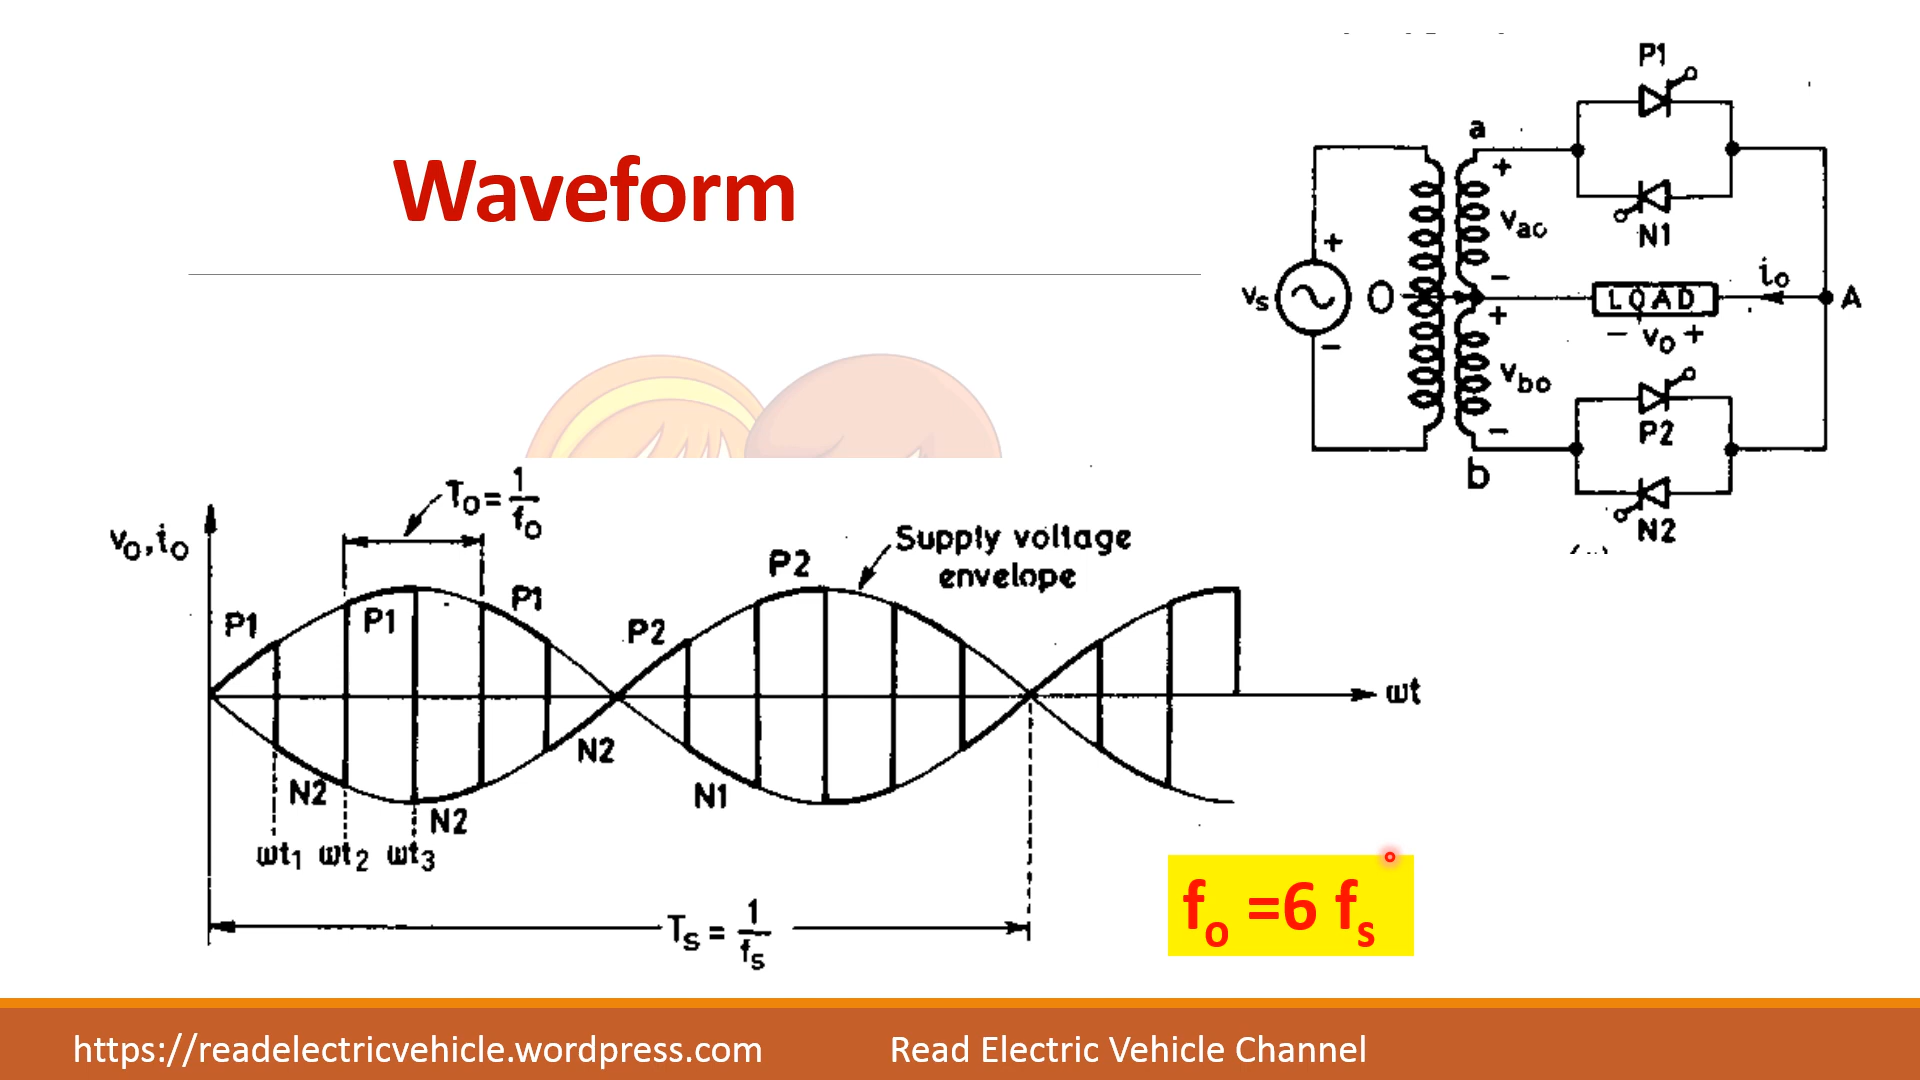 Waveform
P1
a
+
vac
N1
+
vs
O
−
io
LOAD
A
+
− vo +
−
vbo
P2
−
b
N2
To = 1/fo
vo, io
Supply voltage
envelope
P1
P1
P1
P2
P2
N2
N2
N2
N1
ωt
ωt1 ωt2 ωt3
Ts = 1/fs
fo =6 fs
https://readelectricvehicle.wordpress.com
Read Electric Vehicle Channel